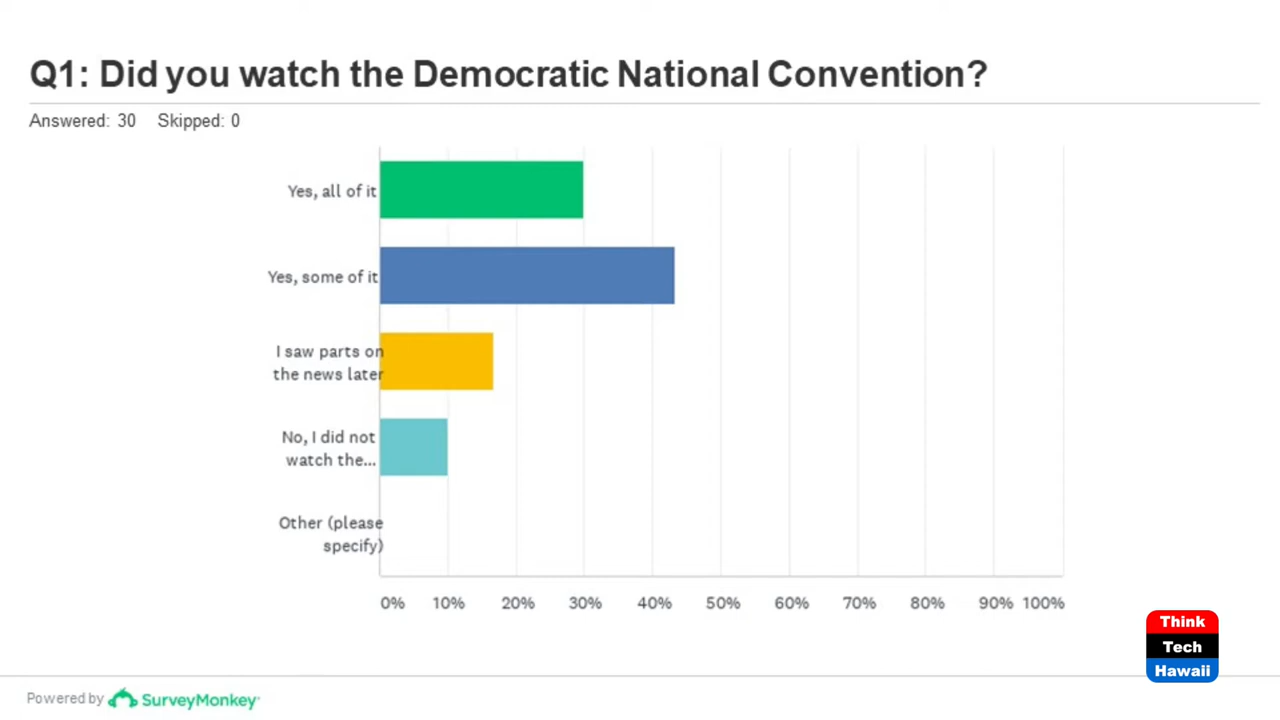 Q1: Did you watch the Democratic National Convention?
Answered: 30 Skipped: 0
Yes, all of it
Yes, some of it
I saw parts on
the news later
No, I did not
watch the...
Other (please
specify)
0% 10% 20% 30% 40% 50% 60% 70% 80% 90% 100%
Think
Tech
Hawaii
Powered by SurveyMonkey